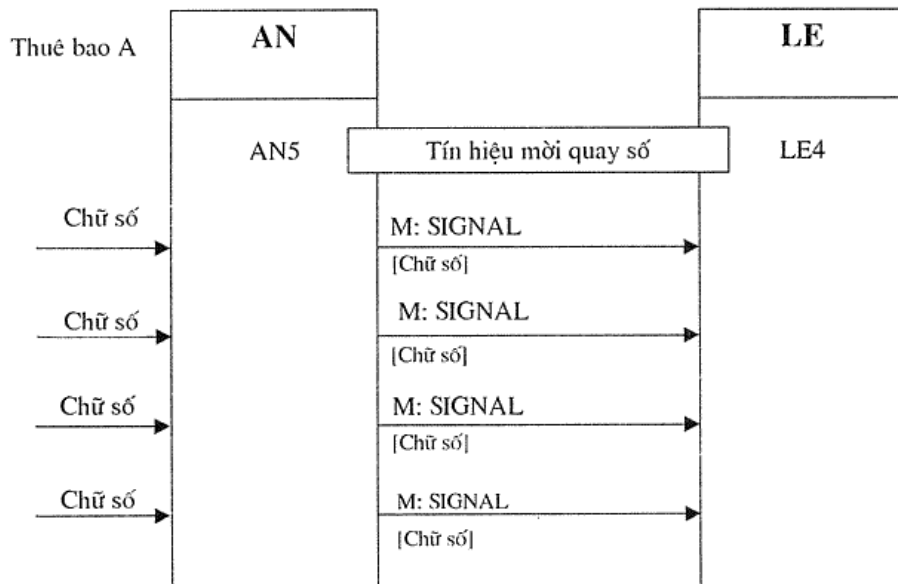 Thuê bao A
AN
LE
AN5
Tín hiệu mời quay số
LE4
Chữ số
M: SIGNAL
[Chữ số]
Chữ số
M: SIGNAL
[Chữ số]
Chữ số
M: SIGNAL
[Chữ số]
Chữ số
M: SIGNAL
[Chữ số]